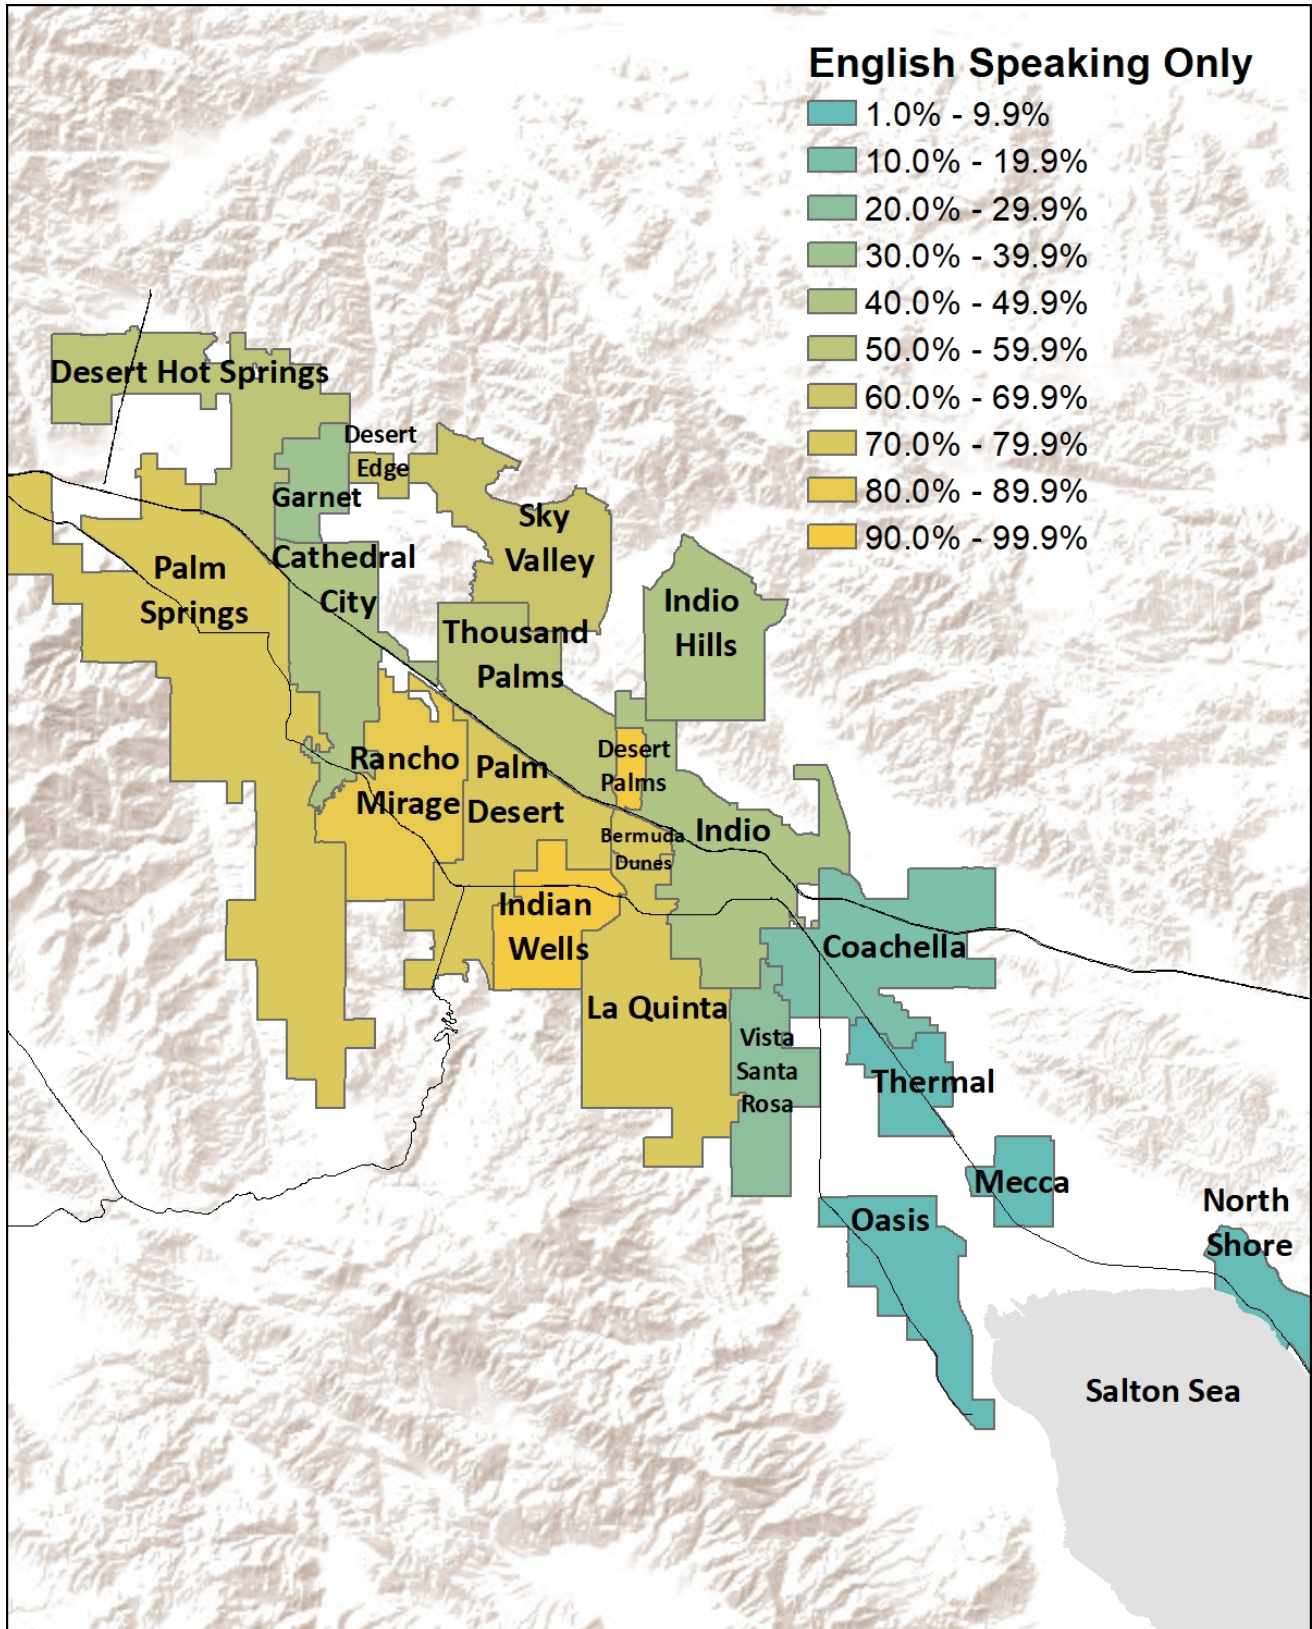 English Speaking Only
1.0% - 9.9%
10.0% - 19.9%
20.0% - 29.9%
30.0% - 39.9%
40.0% - 49.9%
50.0% - 59.9%
60.0% - 69.9%
70.0% - 79.9%
80.0% - 89.9%
90.0% - 99.9%
Desert Hot Springs
Desert
Edge
Garnet
Sky
Valley
Cathedral
City
Palm
Springs
Indio
Hills
Thousand
Palms
Rancho
Mirage
Palm
Desert
Desert
Palms
Bermuda
Dunes
Indio
Indian
Wells
Coachella
La Quinta
Vista
Santa
Rosa
Thermal
Mecca
Oasis
North
Shore
Salton Sea